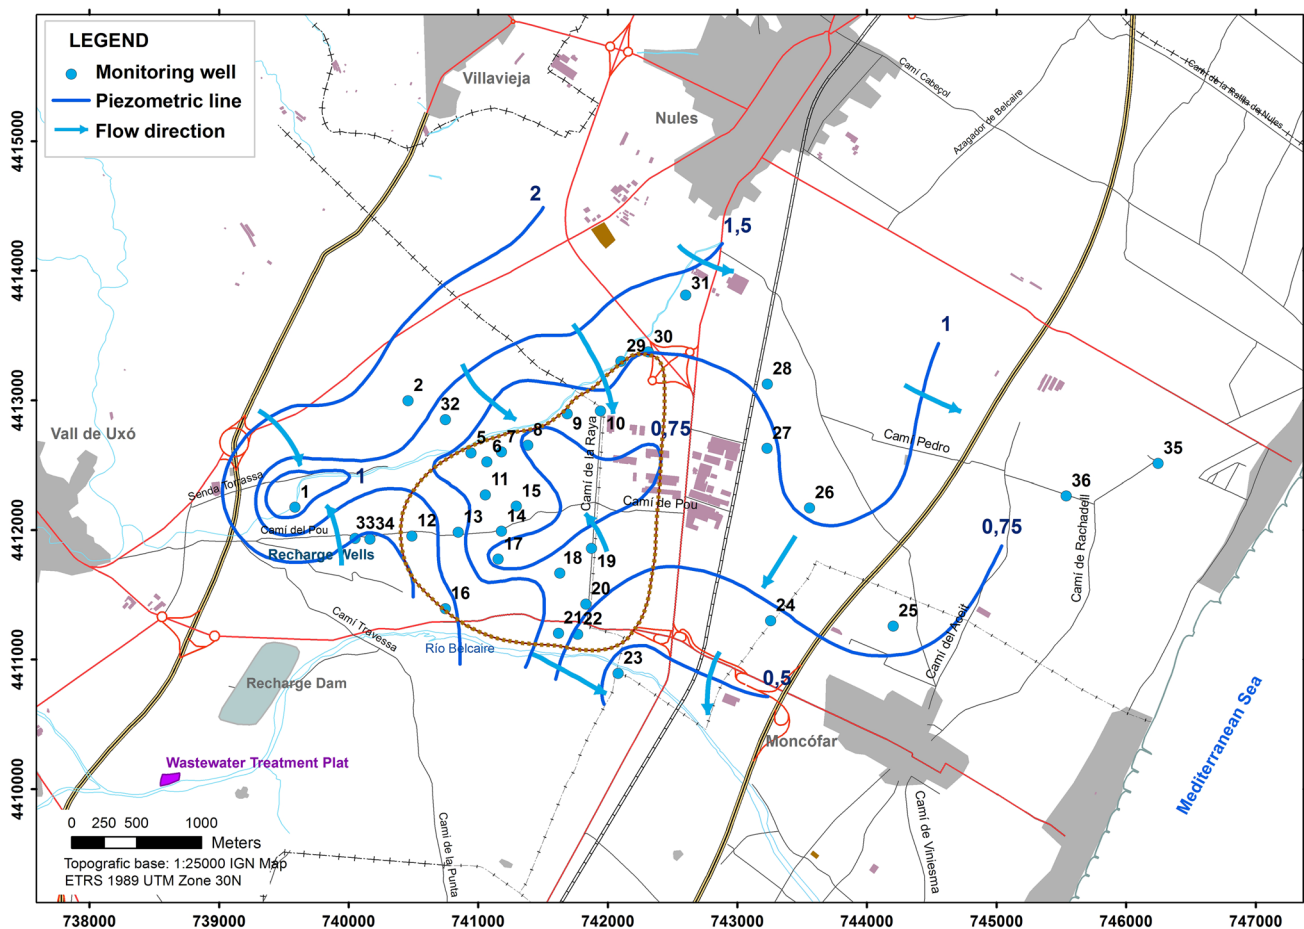 LEGEND
Monitoring well
Piezometric line
Flow direction
Villavieja
Nules
Camí Cabeçol
Camí de la Ratlla de Nules
Azagador de Belcaire
2
1,5
31
1
30
29
28
2
32
Vall de Uxó
9
10
0,75
27
5
6
7
8
Camí de la Raya
Camí Pedro
35
36
Senda Torrassa
1
1
11
15
Camí de Pou
26
Camí del Pou
33
34
12
13
14
0,75
Recharge Wells
17
18
19
Camí de Rachadell
16
20
24
25
Camí Travessa
21
22
Río Belcaire
23
Camí del Aceit
0,5
Recharge Dam
Moncófar
Mediterranean Sea
Wastewater Treatment Plat
Camí de la Punta
Camí de Viniesma
0 250 500 1000
Meters
Topografic base: 1:25000 IGN Map
ETRS 1989 UTM Zone 30N
4415000
4414000
4413000
4412000
4411000
4410000
738000 739000 740000 741000 742000 743000 744000 745000 746000 747000